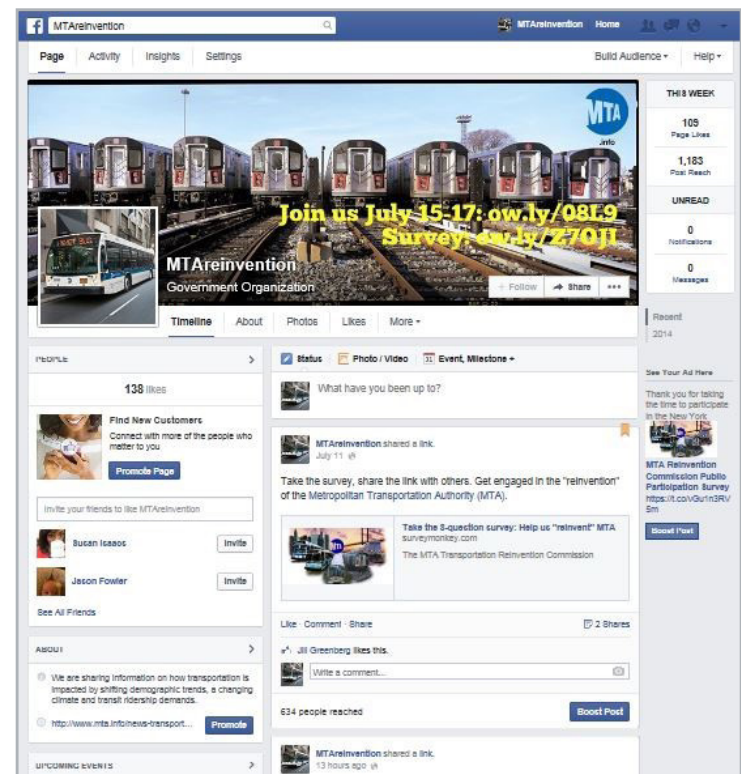 MTAreinvention
MTAreinvention Home
Page Activity Insights Settings
Build Audience Help
MTA
.info
Join us July 15-17: ow.ly/08L9
Survey: ow.ly/Z7OJI
MTAreinvention
Government Organization
+ Follow Share •••
Timeline About Photos Likes More
THIS WEEK
109
Page Likes
1,183
Post Reach
UNREAD
0
Notifications
0
Messages
Recent
2014
See Your Ad Here
Thank you for taking
the time to participate
in the New York
MTA Reinvention
Commission Public
Participation Survey
Boost Post
PEOPLE
138 likes
Find New Customers
Connect with more of the people who
matter to you
Promote Page
Invite your friends to like MTAreinvention
Susan Isaacs Invite
Jason Fowler Invite
See All Friends
ABOUT
We are sharing information on how transportation is
impacted by shifting demographic trends, a changing
climate and transit ridership demands.
http://www.mta.info/news-transport... Promote
UPCOMING EVENTS
Status Photo / Video 31 Event, Milestone +
What have you been up to?
MTAreinvention shared a link.
July 11
Take the survey, share the link with others. Get engaged in the "reinvention"
of the Metropolitan Transportation Authority (MTA).
Take the 8-question survey: Help us "reinvent" MTA
surveymonkey.com
The MTA Transportation Reinvention Commission
Like · Comment · Share 2 Shares
Jill Greenberg likes this.
Write a comment...
634 people reached Boost Post
MTAreinvention shared a link.
13 hours ago